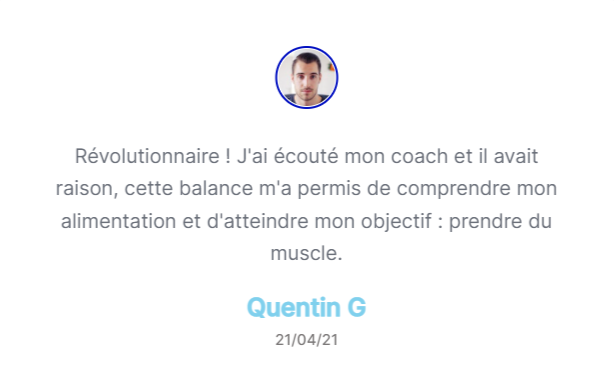 Révolutionnaire ! J'ai écouté mon coach et il avait
raison, cette balance m'a permis de comprendre mon
alimentation et d'atteindre mon objectif : prendre du
muscle.
Quentin G
21/04/21